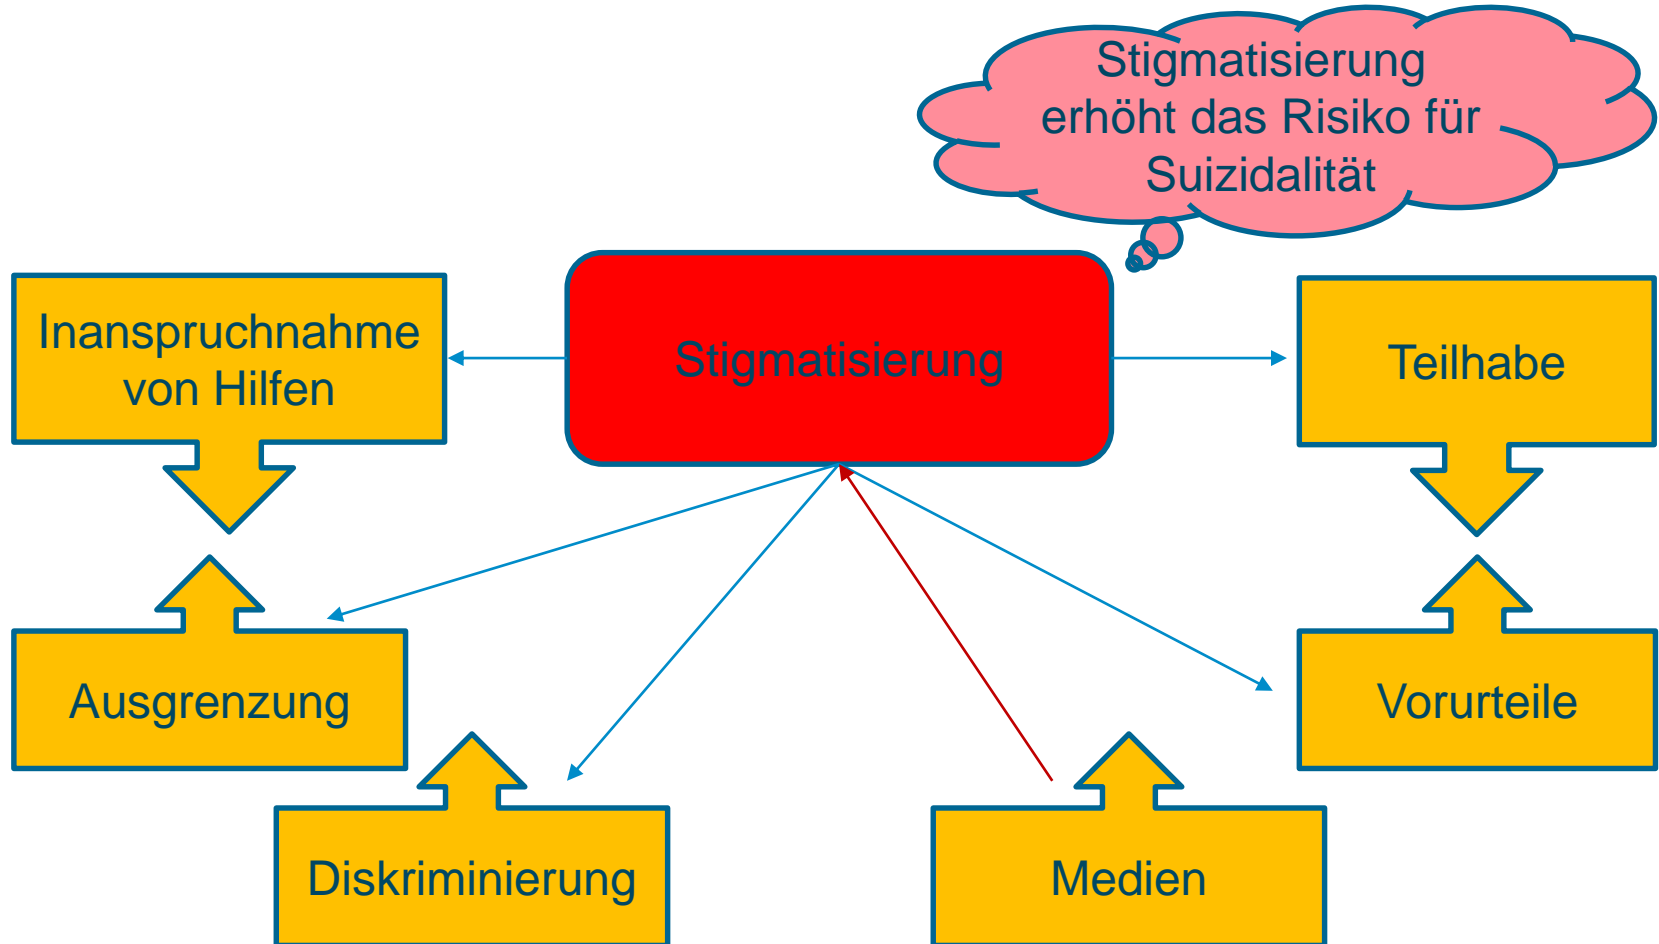 Stigmatisierung
erhöht das Risiko für
Suizidalität
Inanspruchnahme
von Hilfen
Stigmatisierung
Teilhabe
Ausgrenzung
Vorurteile
Diskriminierung
Medien